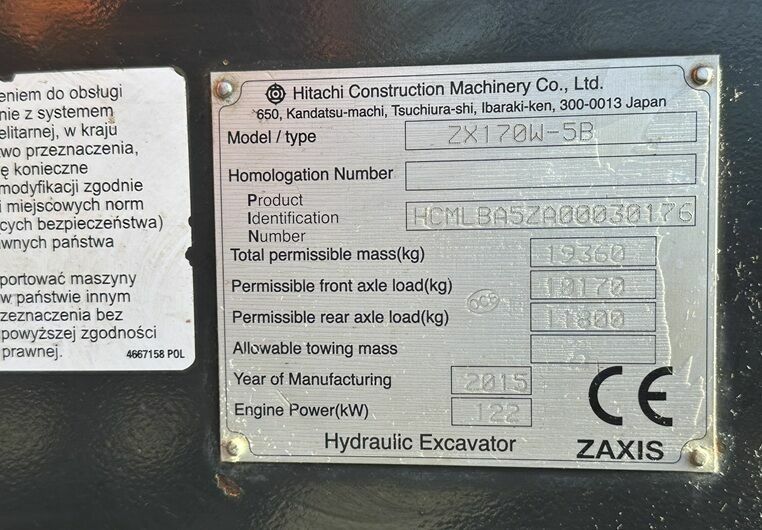 eniem do obsługi
nie z systemem
elitarnej, w kraju
two przeznaczenia,
ę konieczne
modyfikacji zgodnie
i miejscowych norm
ących bezpieczeństwa)
awnych państwa
portować maszyny
w państwie innym
zeznaczenia bez
powyższej zgodności
prawnej.
4667158 POL
Hitachi Construction Machinery Co., Ltd.
650, Kandatsu-machi, Tsuchiura-shi, Ibaraki-ken, 300-0013 Japan
Model / type ZX170W-5B
Homologation Number
Product
Identification HCMLBA5ZA00030176
Number
Total permissible mass(kg) 19360
Permissible front axle load(kg) 10170
Permissible rear axle load(kg) 11800
Allowable towing mass
Year of Manufacturing 2015
Engine Power(kW) 122
CE
Hydraulic Excavator ZAXIS